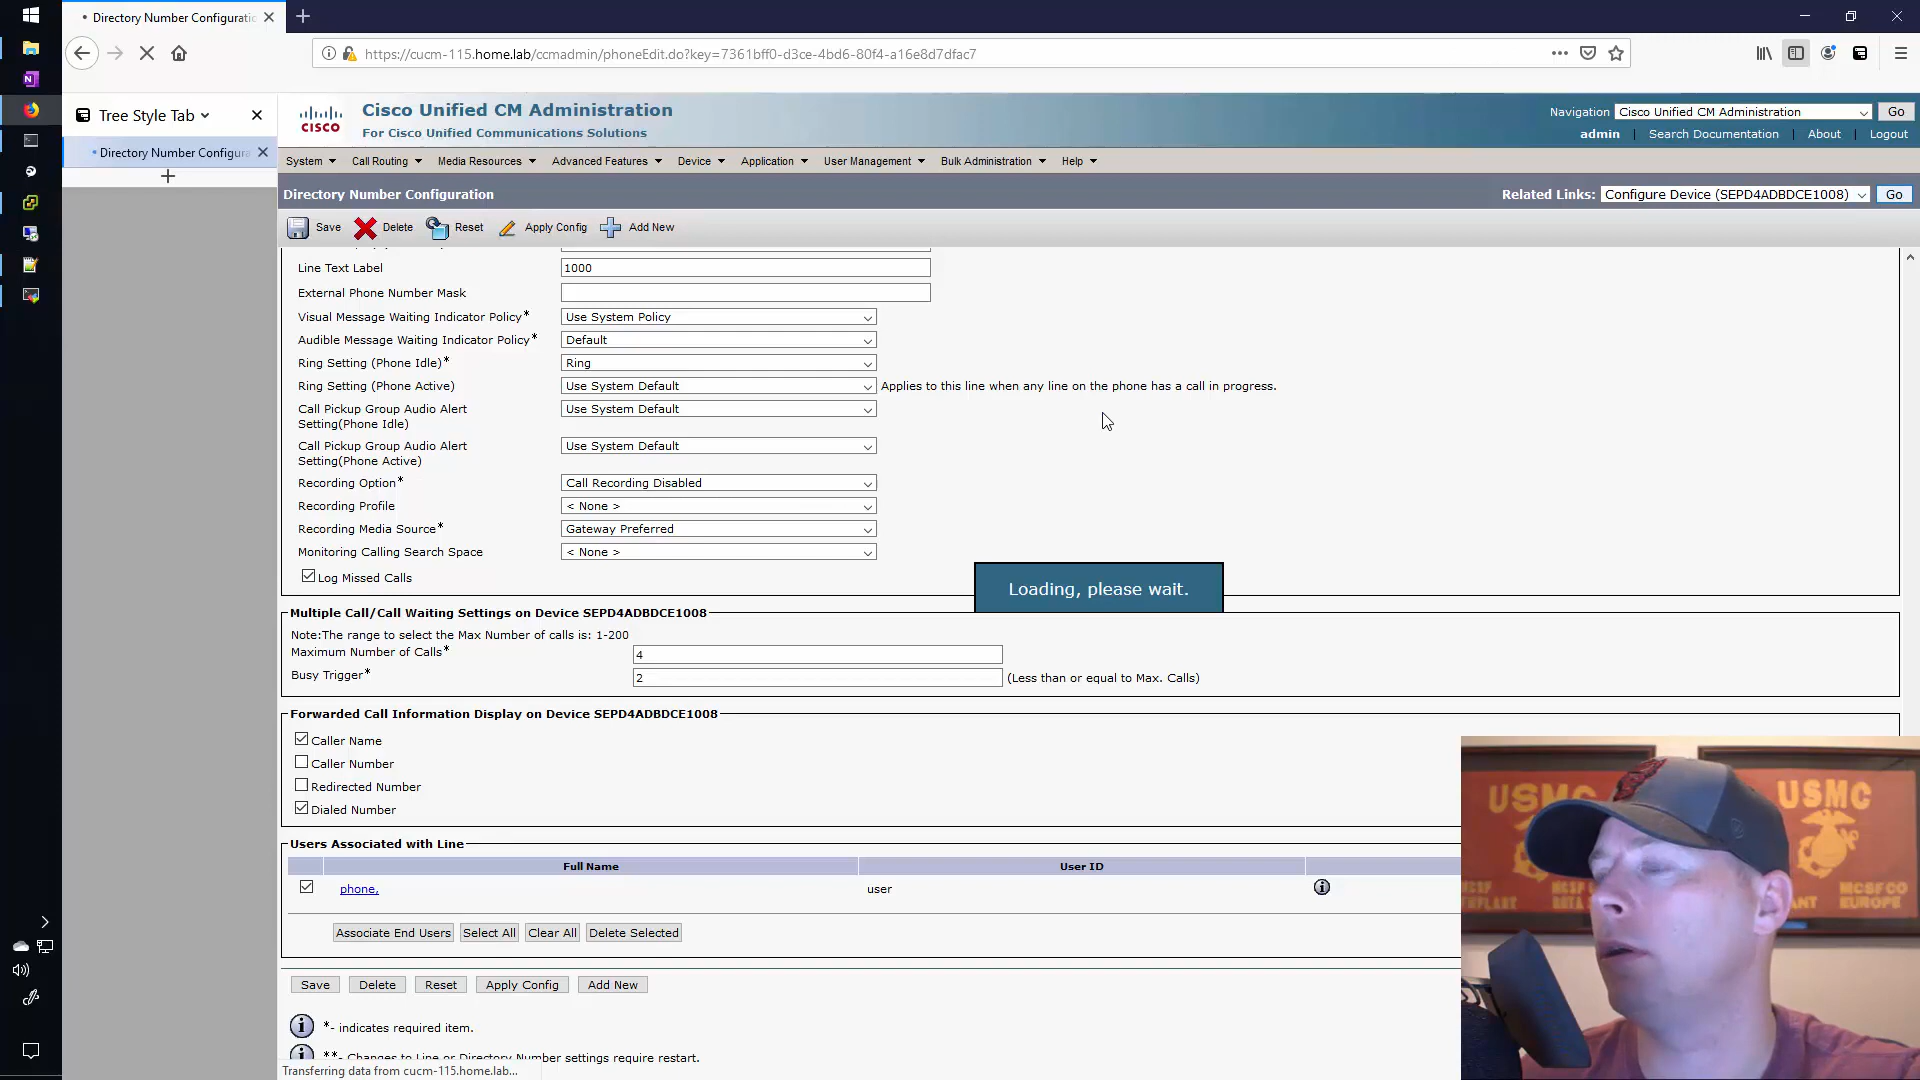 Directory Number Configuratio
https://cucm-115.home.lab/ccmadmin/phoneEdit.do?key=7361bff0-d3ce-4bd6-80f4-a16e8d7dfac7
Tree Style Tab
Directory Number Configura
CISCO
Cisco Unified CM Administration
For Cisco Unified Communications Solutions
Navigation Cisco Unified CM Administration Go
admin | Search Documentation | About | Logout
System Call Routing Media Resources Advanced Features Device Application User Management Bulk Administration Help
Directory Number Configuration
Related Links: Configure Device (SEPD4ADBDCE1008) Go
Save Delete Reset Apply Config Add New
Line Text Label 1000
External Phone Number Mask
Visual Message Waiting Indicator Policy* Use System Policy
Audible Message Waiting Indicator Policy* Default
Ring Setting (Phone Idle)* Ring
Ring Setting (Phone Active) Use System Default Applies to this line when any line on the phone has a call in progress.
Call Pickup Group Audio Alert Use System Default
Setting(Phone Idle)
Call Pickup Group Audio Alert Use System Default
Setting(Phone Active)
Recording Option* Call Recording Disabled
Recording Profile < None >
Recording Media Source* Gateway Preferred
Monitoring Calling Search Space < None >
Log Missed Calls
Loading, please wait.
Multiple Call/Call Waiting Settings on Device SEPD4ADBDCE1008
Note:The range to select the Max Number of calls is: 1-200
Maximum Number of Calls* 4
Busy Trigger* 2 (Less than or equal to Max. Calls)
Forwarded Call Information Display on Device SEPD4ADBDCE1008
Caller Name
Caller Number
Redirected Number
Dialed Number
Users Associated with Line
Full Name User ID
phone, user
Associate End Users Select All Clear All Delete Selected
Save Delete Reset Apply Config Add New
*- indicates required item.
**- Changes to Line or Directory Number settings require restart.
Transferring data from cucm-115.home.lab...
USMC
USMC
MCSF CO
EUROPE